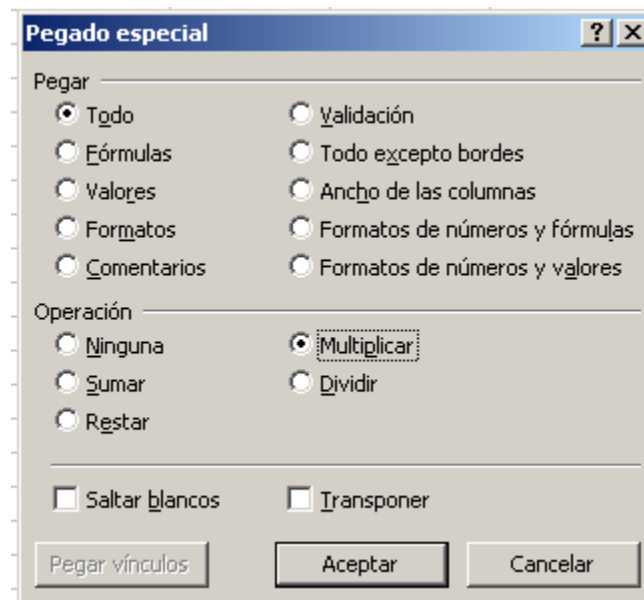 Pegado especial
Pegar
Todo
Validación
Fórmulas
Todo excepto bordes
Valores
Ancho de las columnas
Formatos
Formatos de números y fórmulas
Comentarios
Formatos de números y valores
Operación
Ninguna
Multiplicar
Sumar
Dividir
Restar
Saltar blancos
Transponer
Pegar vínculos
Aceptar
Cancelar